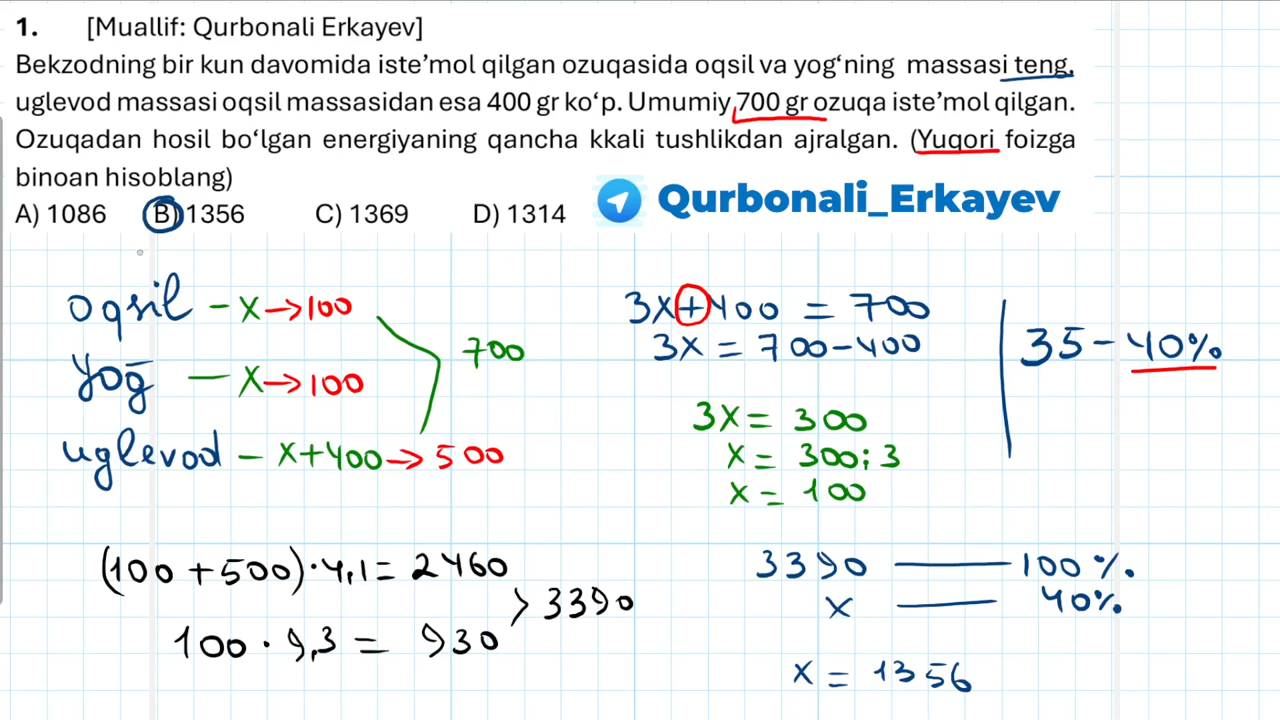 1. [Muallif: Qurbonali Erkayev]
Bekzodning bir kun davomida iste’mol qilgan ozuqasida oqsil va yog‘ning massasi teng,
uglevod massasi oqsil massasidan esa 400 gr ko‘p. Umumiy 700 gr ozuqa iste’mol qilgan.
Ozuqadan hosil bo‘lgan energiyaning qancha kkali tushlikdan ajralgan. (Yuqori foizga
binoan hisoblang)
A) 1086 B) 1356 C) 1369 D) 1314
Qurbonali_Erkayev
oqsil – x → 100
yoğ – x → 100
uglevod – x+400 → 500
700
3x+400 = 700
3x = 700-400
3x = 300
x = 300:3
x = 100
35-40%
(100+500)·4,1 = 2460
100·9,3 = 930
> 3390
3390 — 100%.
x — 40%.
x = 1356